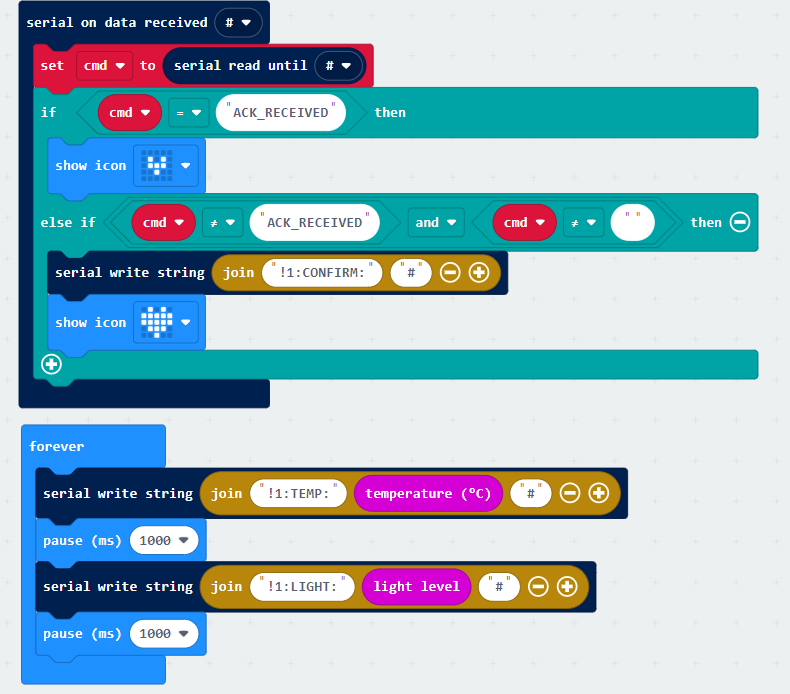 serial on data received #
set cmd to serial read until #
if cmd = "ACK_RECEIVED" then
show icon
else if cmd ≠ "ACK_RECEIVED" and cmd ≠ " " then
serial write string join "!1:CONFIRM:" "#"
show icon
forever
serial write string join "!1:TEMP:" temperature (°C) "#"
pause (ms) 1000
serial write string join "!1:LIGHT:" light level "#"
pause (ms) 1000